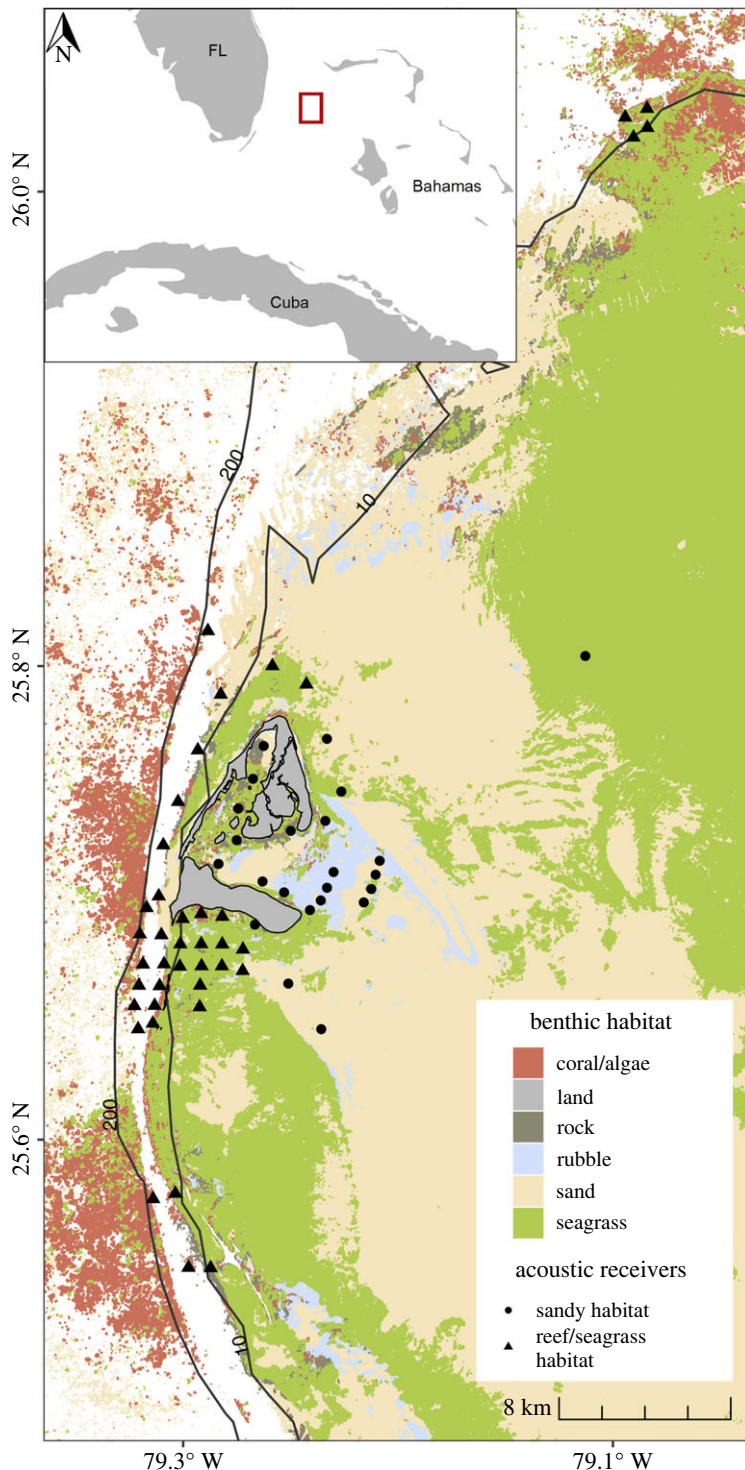 N
FL
Bahamas
Cuba
26.0° N
200
10
25.8° N
25.6° N
200
10
benthic habitat
coral/algae
land
rock
rubble
sand
seagrass
acoustic receivers
sandy habitat
reef/seagrass
habitat
8 km
79.3° W
79.1° W